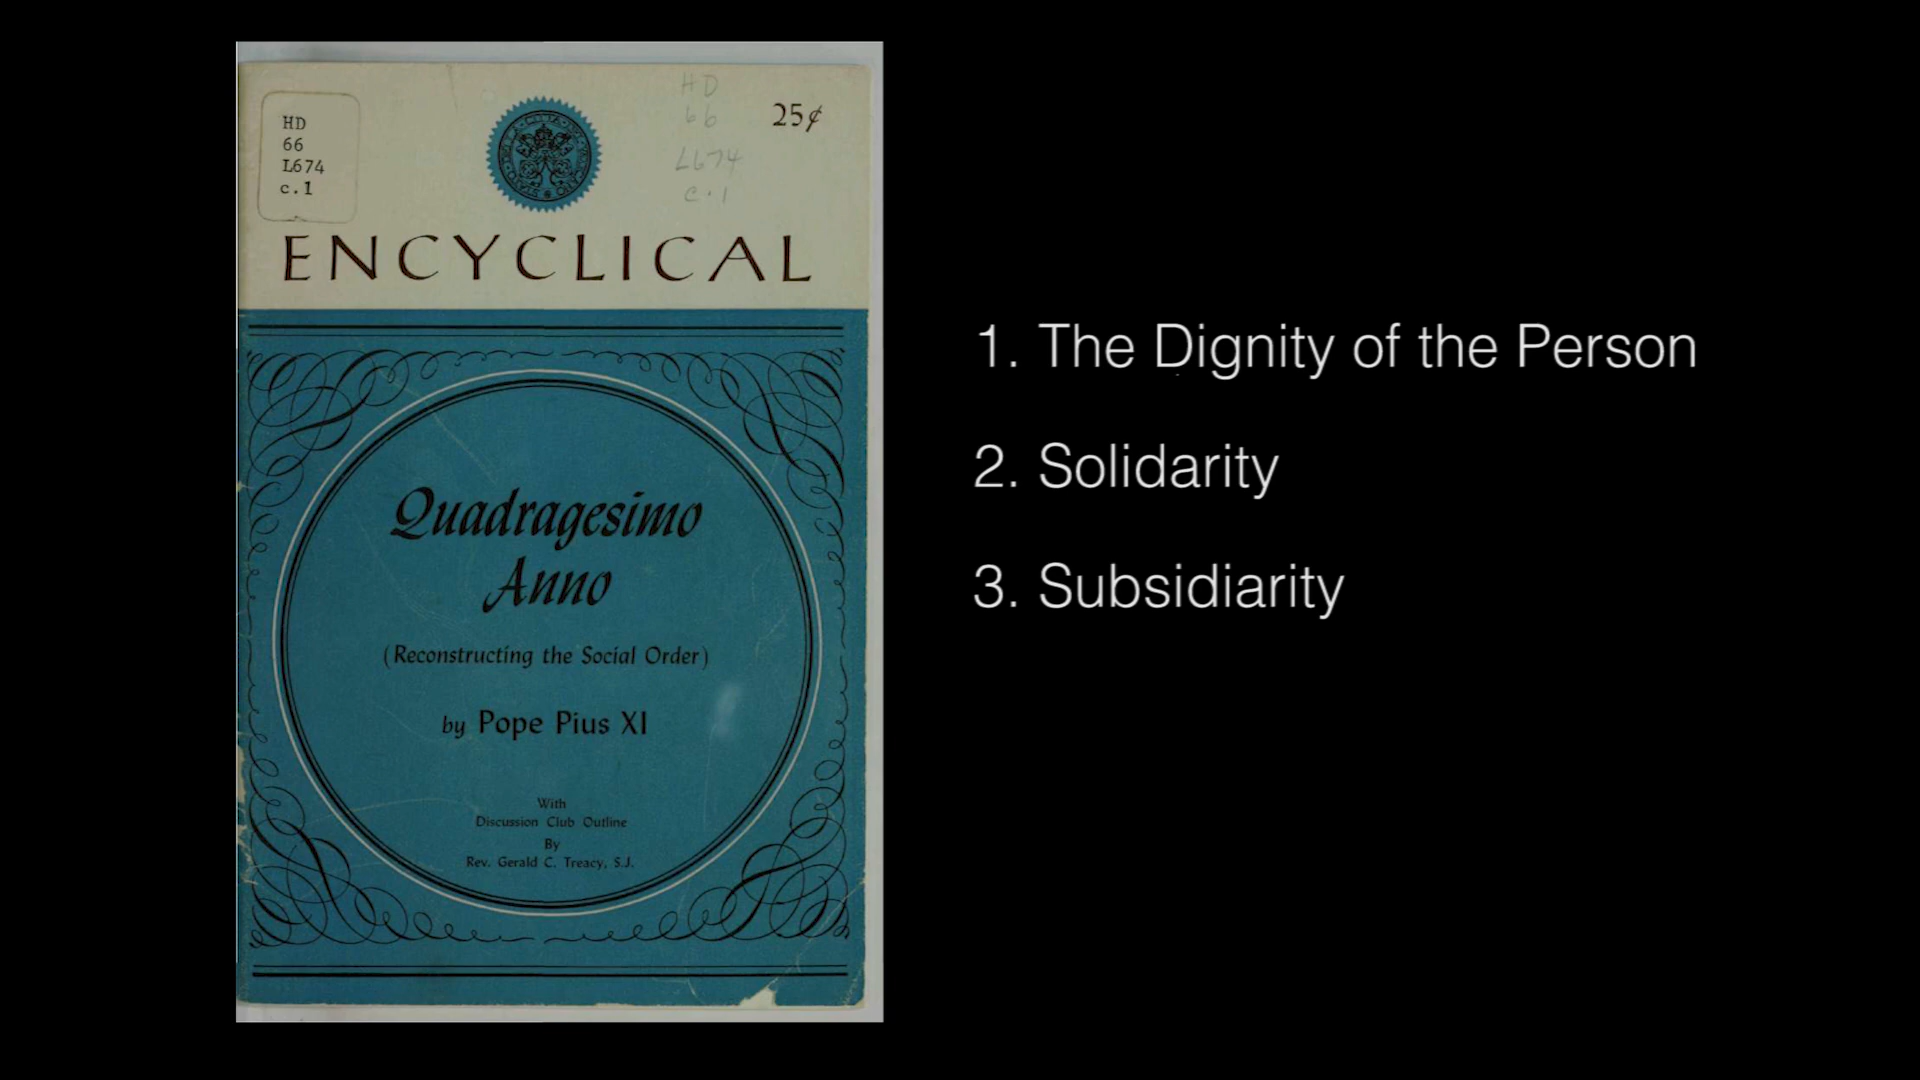 HD
66
L674
c.1
HD
66
L674
c.1
25¢
ENCYCLICAL
Quadragesimo
Anno
(Reconstructing the Social Order)
by Pope Pius XI
With
Discussion Club Outline
By
Rev. Gerald C. Treacy, S.J.
1. The Dignity of the Person
2. Solidarity
3. Subsidiarity